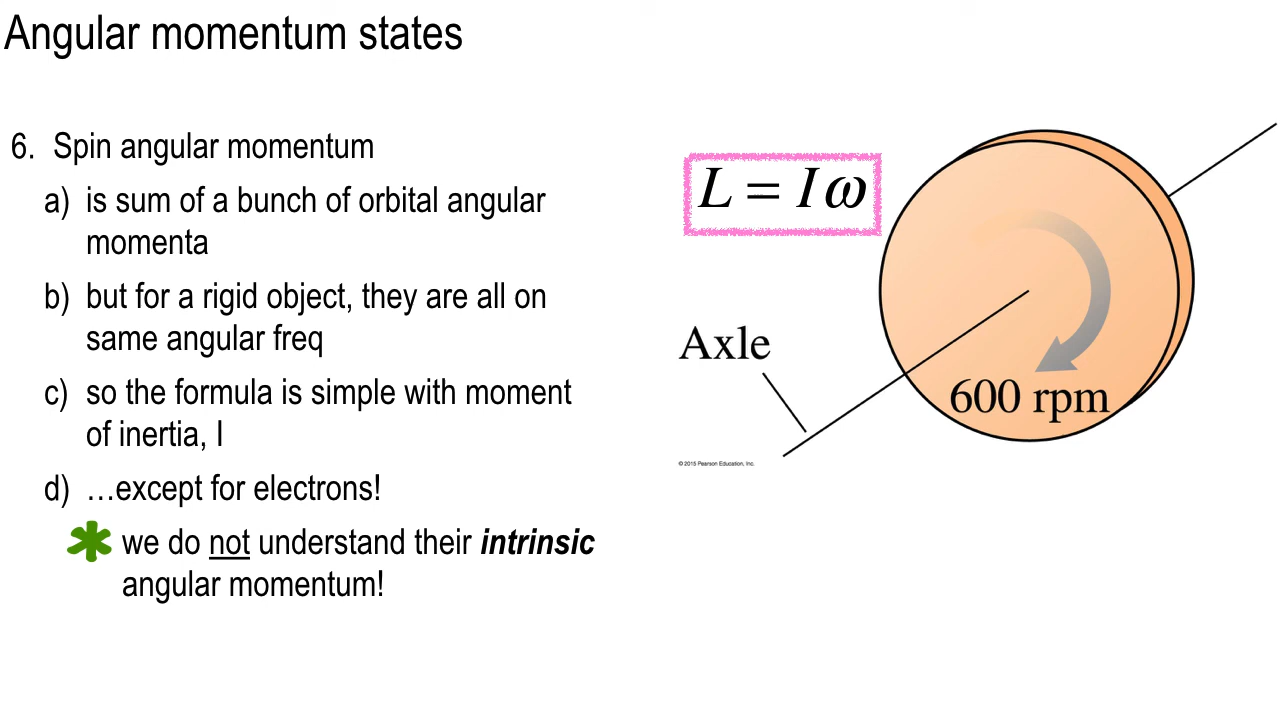 Angular momentum states
6. Spin angular momentum
a) is sum of a bunch of orbital angular
momenta
b) but for a rigid object, they are all on
same angular freq
c) so the formula is simple with moment
of inertia, I
d) …except for electrons!
we do not understand their intrinsic
angular momentum!
L = I ω
Axle
600 rpm
© 2015 Pearson Education, Inc.